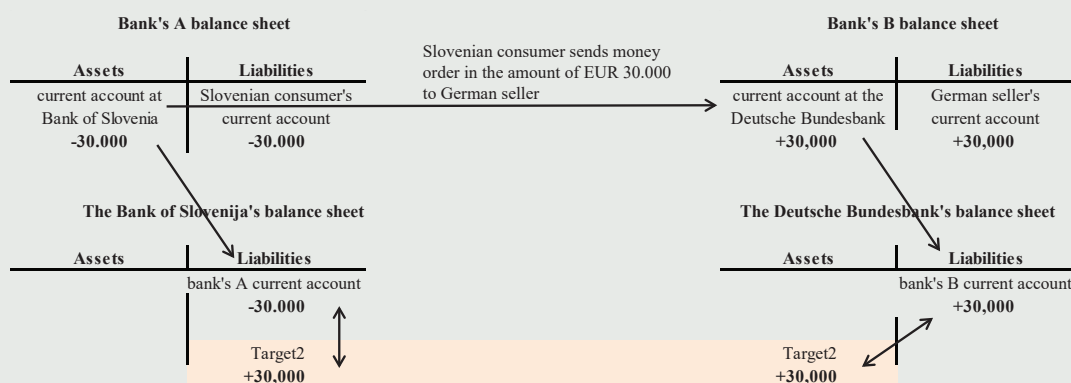 Bank's A balance sheet
Assets Liabilities
current account at
Bank of Slovenia
-30.000
Slovenian consumer's
current account
-30.000
Slovenian consumer sends money
order in the amount of EUR 30.000
to German seller
Bank's B balance sheet
Assets Liabilities
current account at the
Deutsche Bundesbank
+30,000
German seller's
current account
+30,000
The Bank of Slovenija's balance sheet
Assets Liabilities
bank's A current account
-30.000
Target2
+30,000
The Deutsche Bundesbank's balance sheet
Assets Liabilities
bank's B current account
+30,000
Target2
+30,000